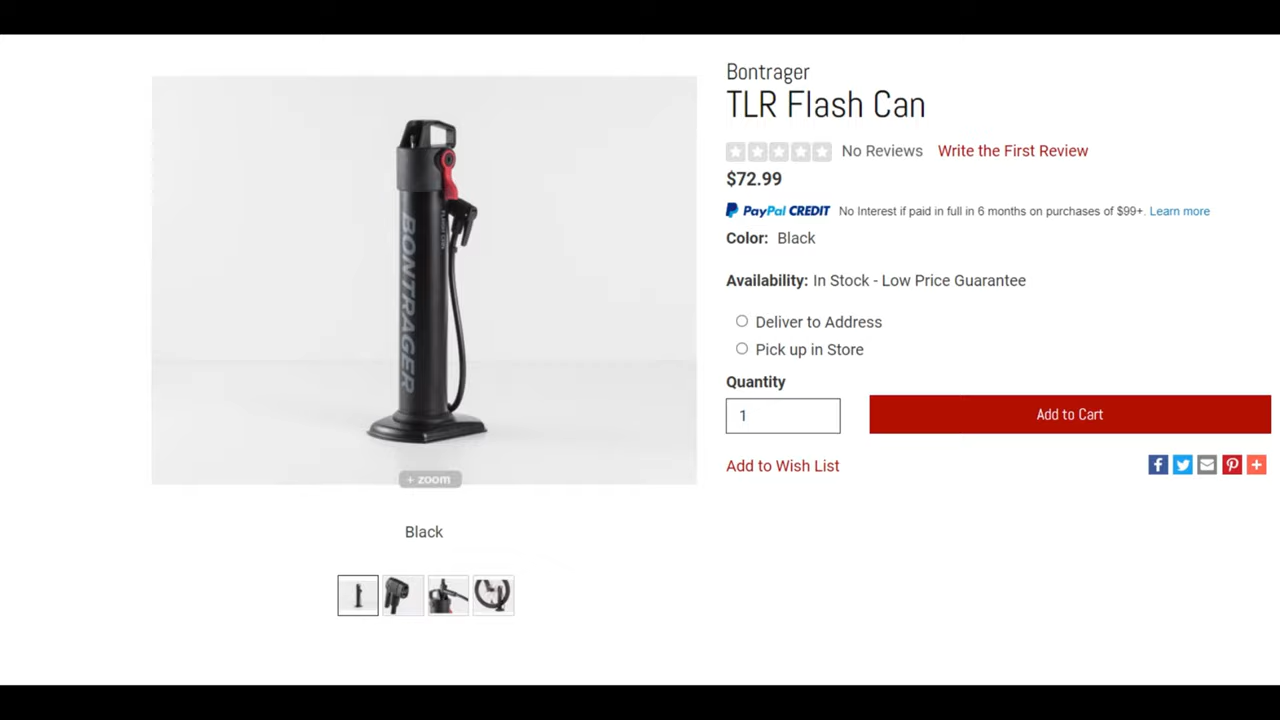 Bontrager
TLR Flash Can
No Reviews Write the First Review
$72.99
PayPal CREDIT No Interest if paid in full in 6 months on purchases of $99+. Learn more
Color: Black
Availability: In Stock - Low Price Guarantee
Deliver to Address
Pick up in Store
Quantity
1
Add to Cart
Add to Wish List
BONTRAGER
+ zoom
Black